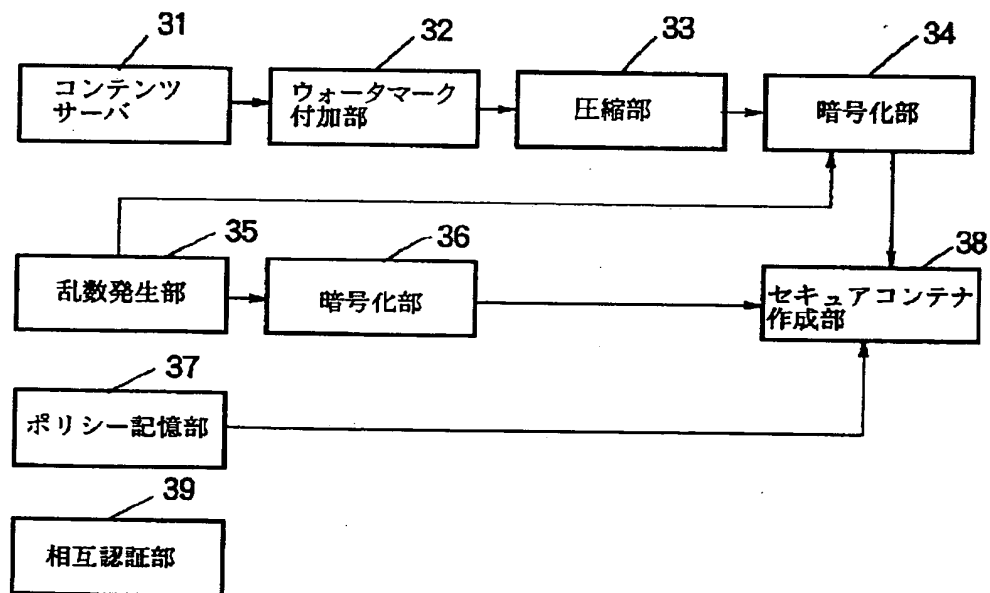 31
コンテンツ
サーバ
32
ウォータマーク
付加部
33
圧縮部
34
暗号化部
35
乱数発生部
36
暗号化部
38
セキュアコンテナ
作成部
37
ポリシー記憶部
39
相互認証部